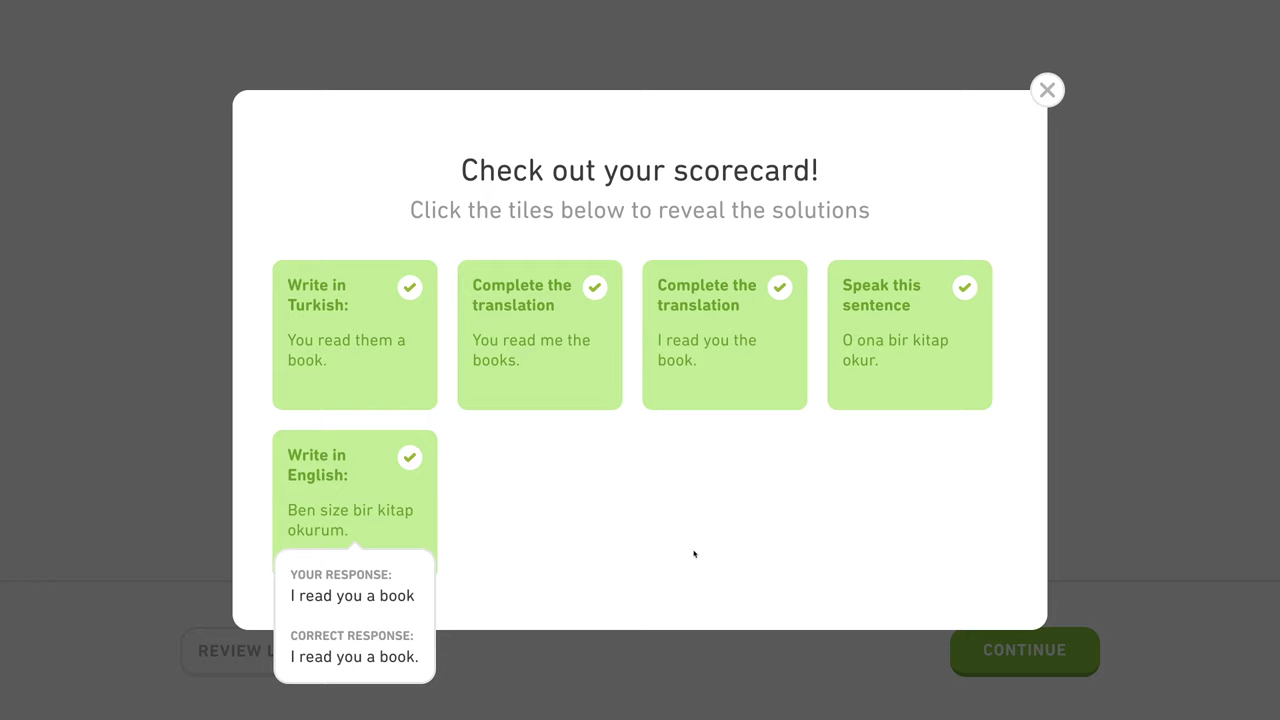 Check out your scorecard!
Click the tiles below to reveal the solutions
Write in
Turkish:
You read them a
book.
Complete the
translation
You read me the
books.
Complete the
translation
I read you the
book.
Speak this
sentence
O ona bir kitap
okur.
Write in
English:
Ben size bir kitap
okurum.
YOUR RESPONSE:
I read you a book
CORRECT RESPONSE:
I read you a book.
REVIEW
CONTINUE